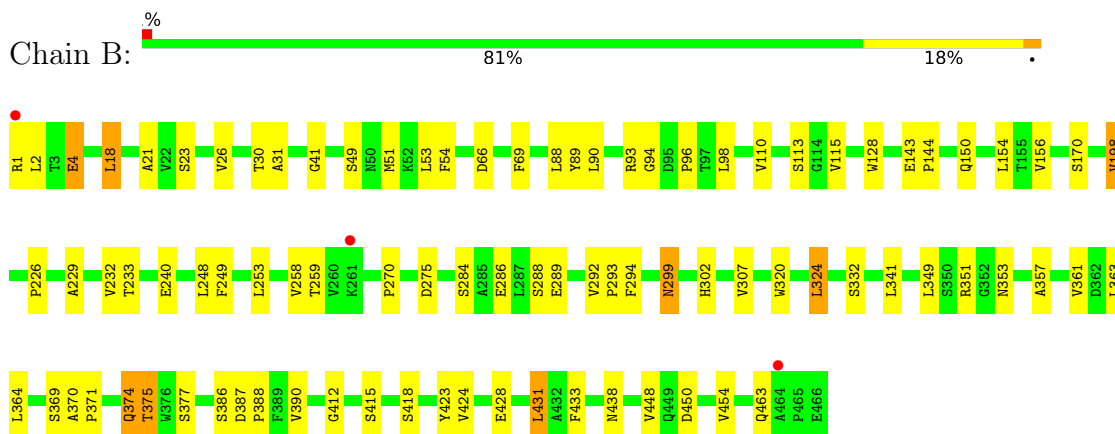 .%
Chain B:
81% 18% •
R1 L2 T3 E4 L18 A21 V22 S23 V26 T30 A31 G41 S49 N50 M51 K52 L53 F54 D66 F69 L88 Y89 L90 R93 G94 D95 P96 T97 L98 V110 S113 G114 V115 W128 E143 P144 Q150 L154 T155 V156 S170 V198
P226 A229 V232 T233 E240 L248 F249 L253 V258 T259 V260 K261 P270 D275 S284 A285 E286 L287 S288 E289 V292 P293 F294 N299 H302 V307 W320 L324 S332 L341 L349 S350 R351 G352 N353 A357 V361 D362 L363
L364 S369 A370 P371 Q374 T375 W376 S377 S386 D387 P388 F389 V390 G412 S415 S418 Y423 V424 E428 L431 A432 F433 N438 V448 Q449 D450 V454 Q463 A464 P465 E466